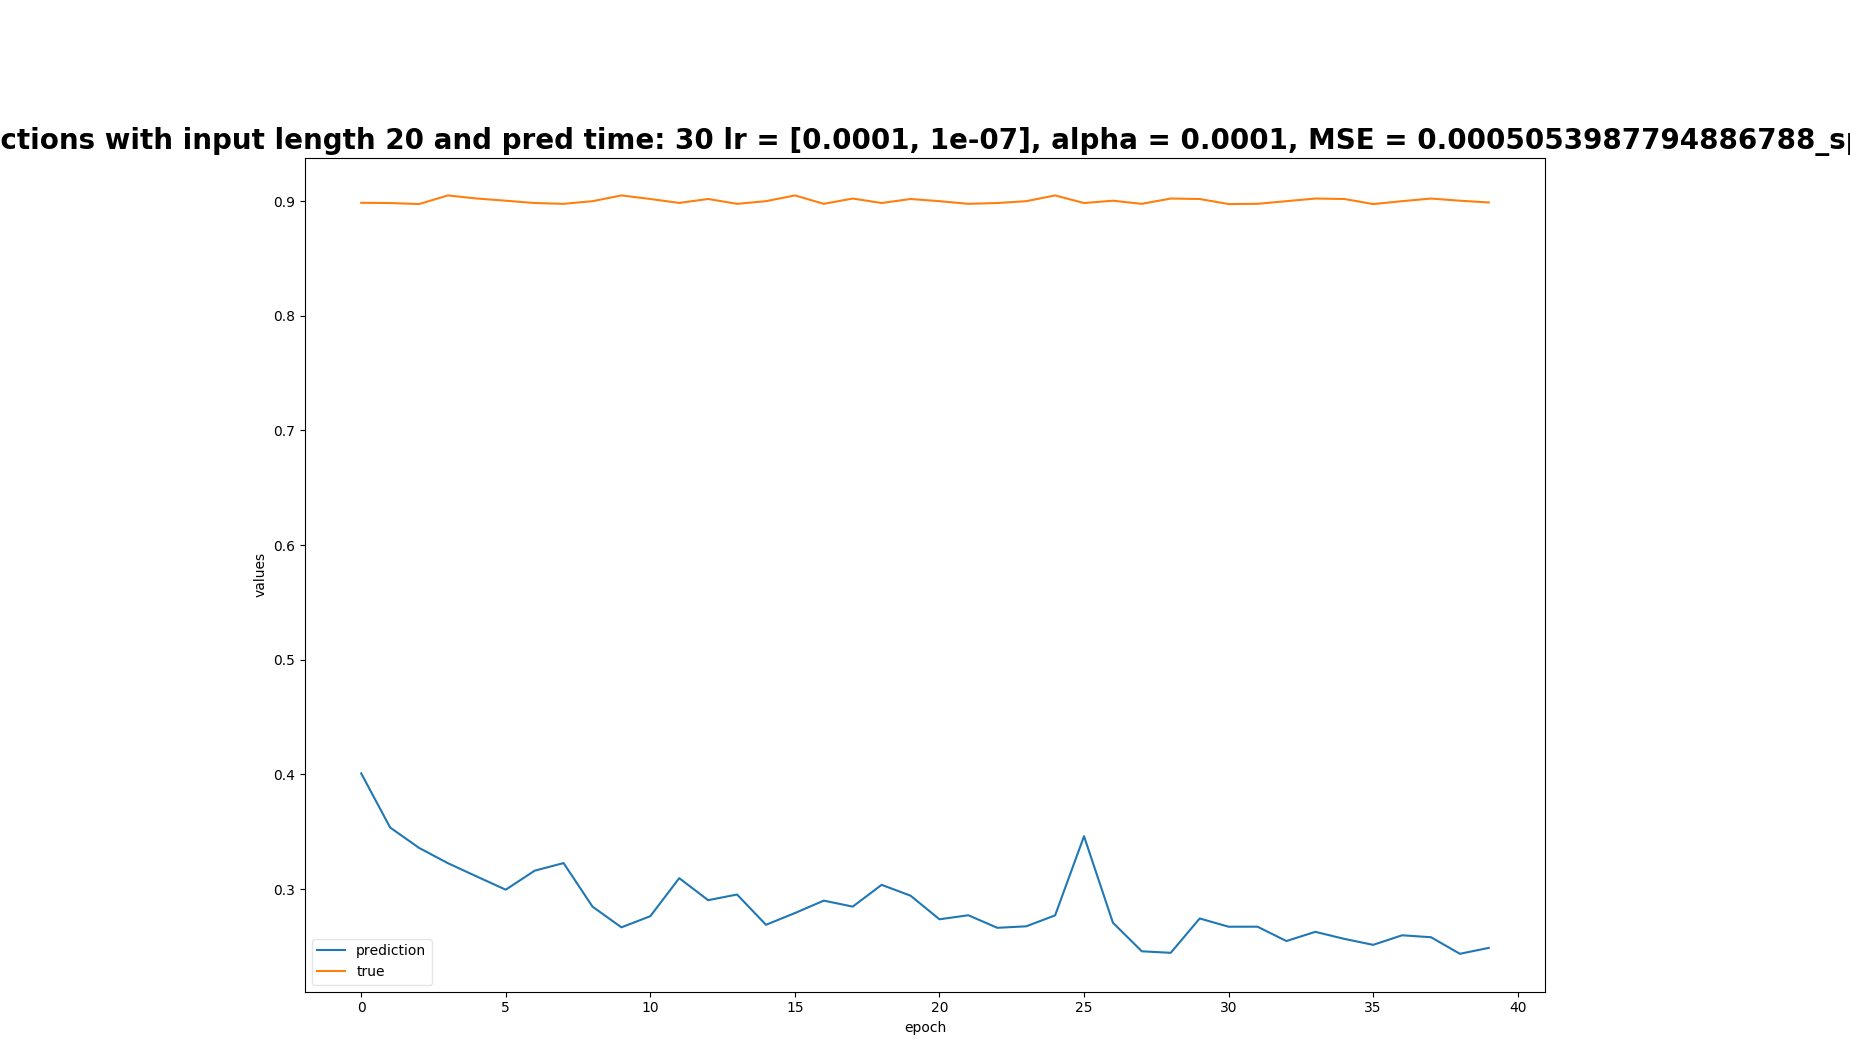 ctions with input length 20 and pred time: 30 lr = [0.0001, 1e-07], alpha = 0.0001, MSE = 0.0005053987794886788_sp
0.9
0.8
0.7
0.6
0.5
0.4
0.3
values
prediction
true
0 5 10 15 20 25 30 35 40
epoch